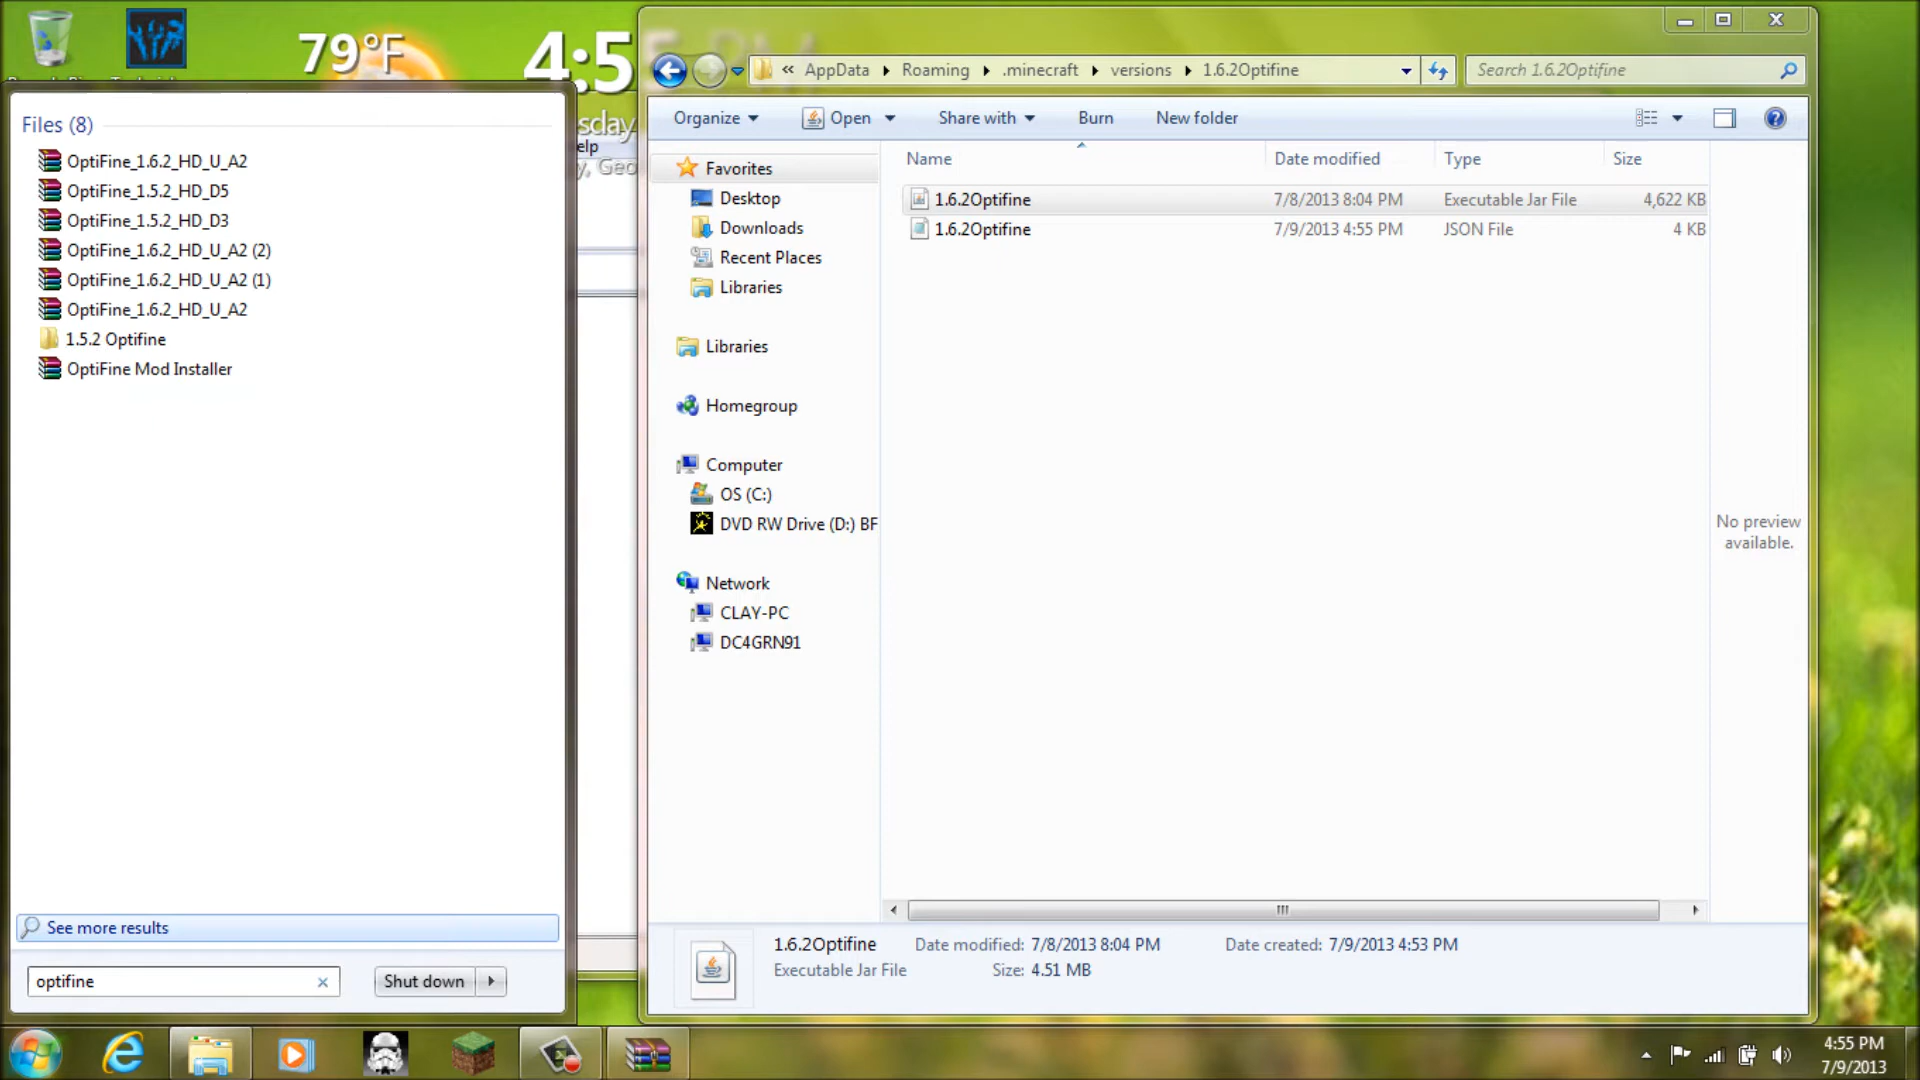 79°F
4:5
sday
elp
y, Geo
Files (8)
OptiFine_1.6.2_HD_U_A2
OptiFine_1.5.2_HD_D5
OptiFine_1.5.2_HD_D3
OptiFine_1.6.2_HD_U_A2 (2)
OptiFine_1.6.2_HD_U_A2 (1)
OptiFine_1.6.2_HD_U_A2
1.5.2 Optifine
OptiFine Mod Installer
See more results
optifine
Shut down
« AppData Roaming .minecraft versions 1.6.2Optifine
Search 1.6.2Optifine
Organize Open Share with Burn New folder
Favorites
Desktop
Downloads
Recent Places
Libraries
Libraries
Homegroup
Computer
OS (C:)
DVD RW Drive (D:) BF
Network
CLAY-PC
DC4GRN91
Name Date modified Type Size
1.6.2Optifine 7/8/2013 8:04 PM Executable Jar File 4,622 KB
1.6.2Optifine 7/9/2013 4:55 PM JSON File 4 KB
No preview
available.
1.6.2Optifine Date modified: 7/8/2013 8:04 PM Date created: 7/9/2013 4:53 PM
Executable Jar File Size: 4.51 MB
4:55 PM
7/9/2013